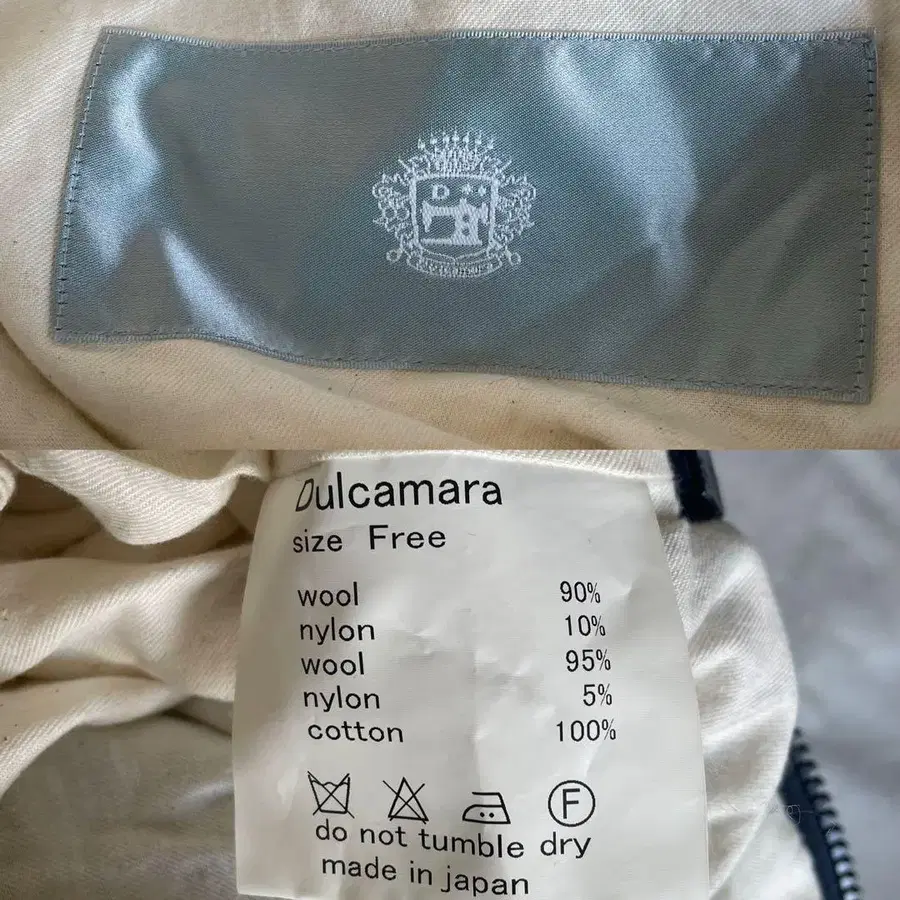 D
Dulcamara
size Free
wool 90%
nylon 10%
wool 95%
nylon 5%
cotton 100%
F
do not tumble dry
made in japan